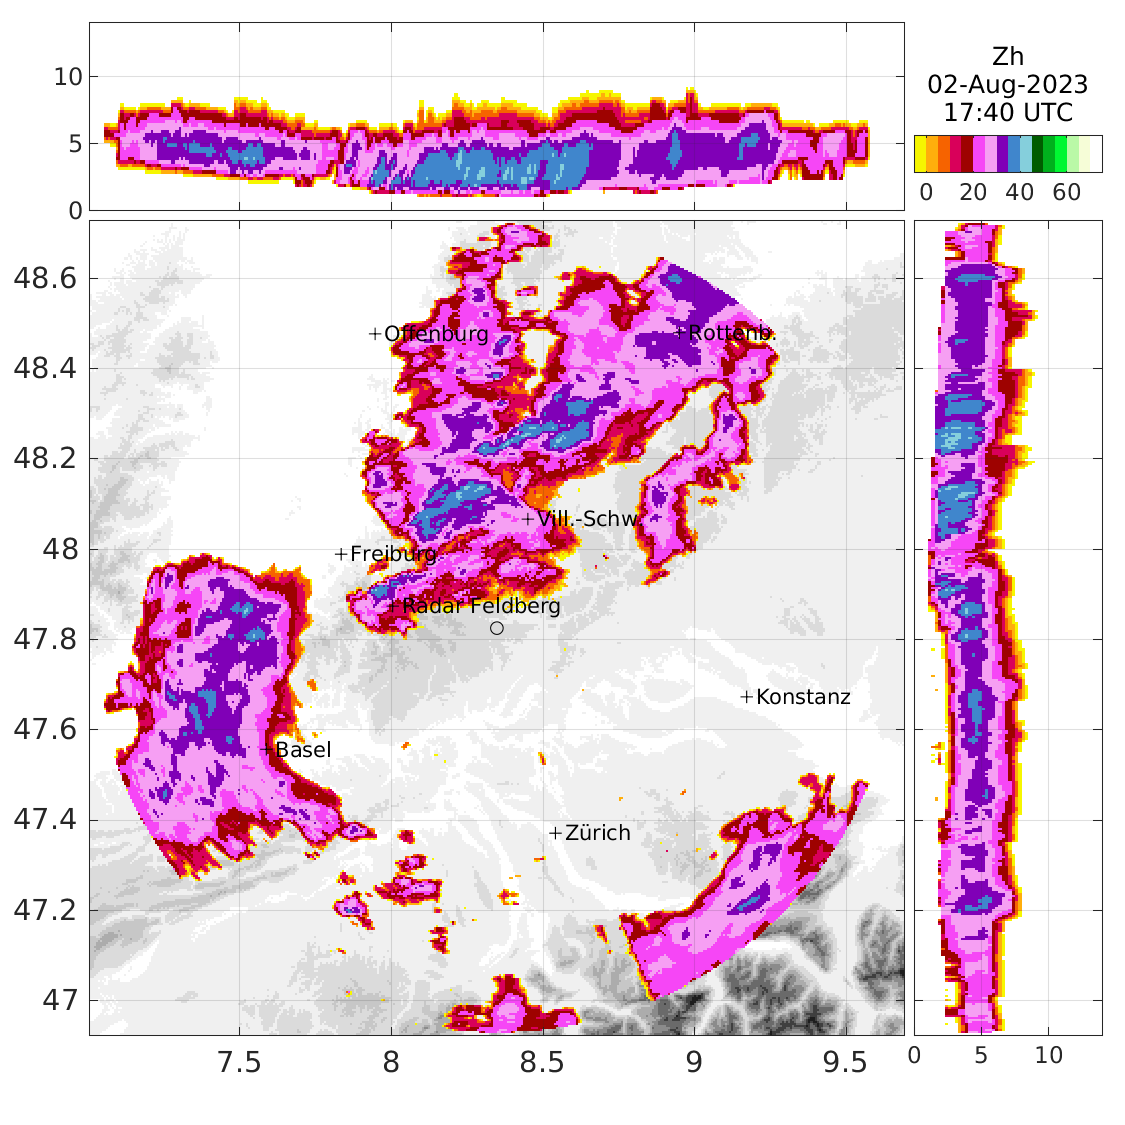 10
5
0
Zh
02-Aug-2023
17:40 UTC
0 20 40 60
48.6
48.4
48.2
48
47.8
47.6
47.4
47.2
47
Offenburg
Rottenb.
Vill.-Schw.
Freiburg
Radar Feldberg
Konstanz
Basel
Zürich
7.5 8 8.5 9 9.5
0 5 10